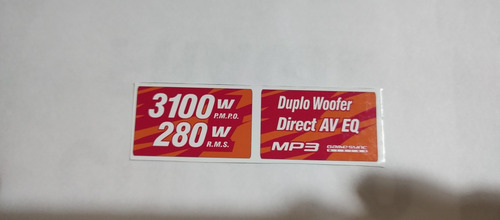 3100 W
P.M.P.O.
280 W
R.M.S.
Duplo Woofer
Direct AV EQ
MP3